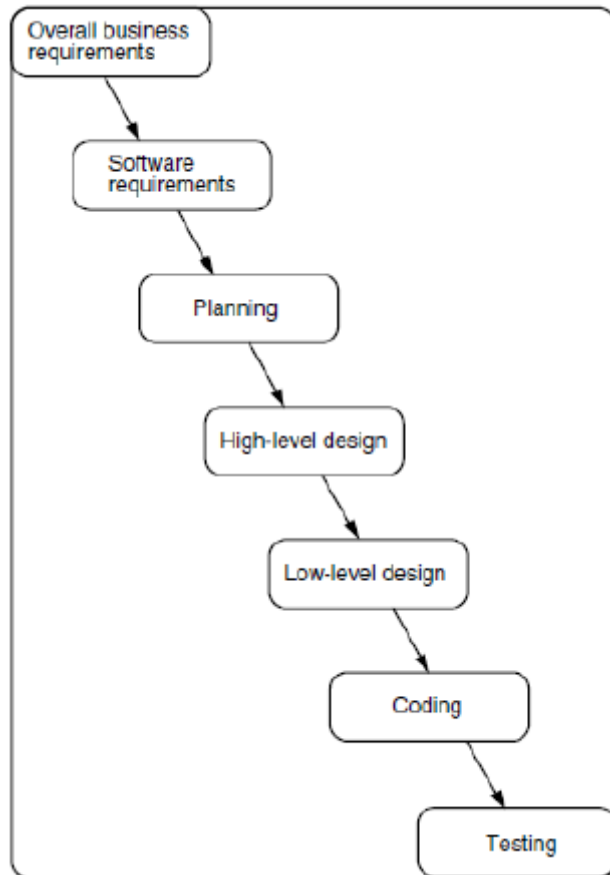 Overall business
requirements
Software
requirements
Planning
High-level design
Low-level design
Coding
Testing